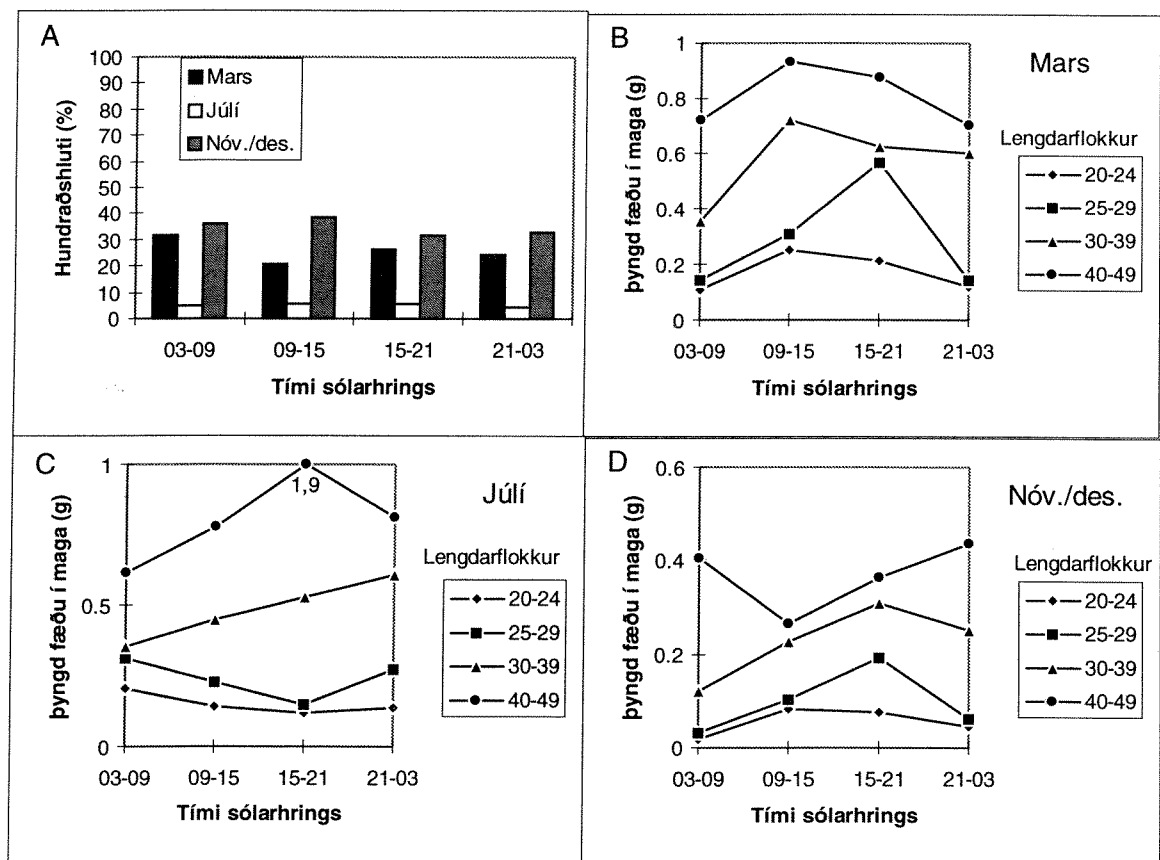 A
Hundraðshluti (%)
100
90
80
70
60
50
40
30
20
10
0
Mars
Júlí
Nóv./des.
03-09 09-15 15-21 21-03
Tími sólarhrings
B
Mars
þyngd fæðu í maga (g)
1
0.8
0.6
0.4
0.2
0
Lengdarflokkur
20-24
25-29
30-39
40-49
03-09 09-15 15-21 21-03
Tími sólarhrings
C
Júlí
þyngd fæðu í maga (g)
1
0.5
0
1,9
Lengdarflokkur
20-24
25-29
30-39
40-49
03-09 09-15 15-21 21-03
Tími sólarhrings
D
Nóv./des.
þyngd fæðu í maga (g)
0.6
0.4
0.2
0
Lengdarflokkur
20-24
25-29
30-39
40-49
03-09 09-15 15-21 21-03
Tími sólarhrings